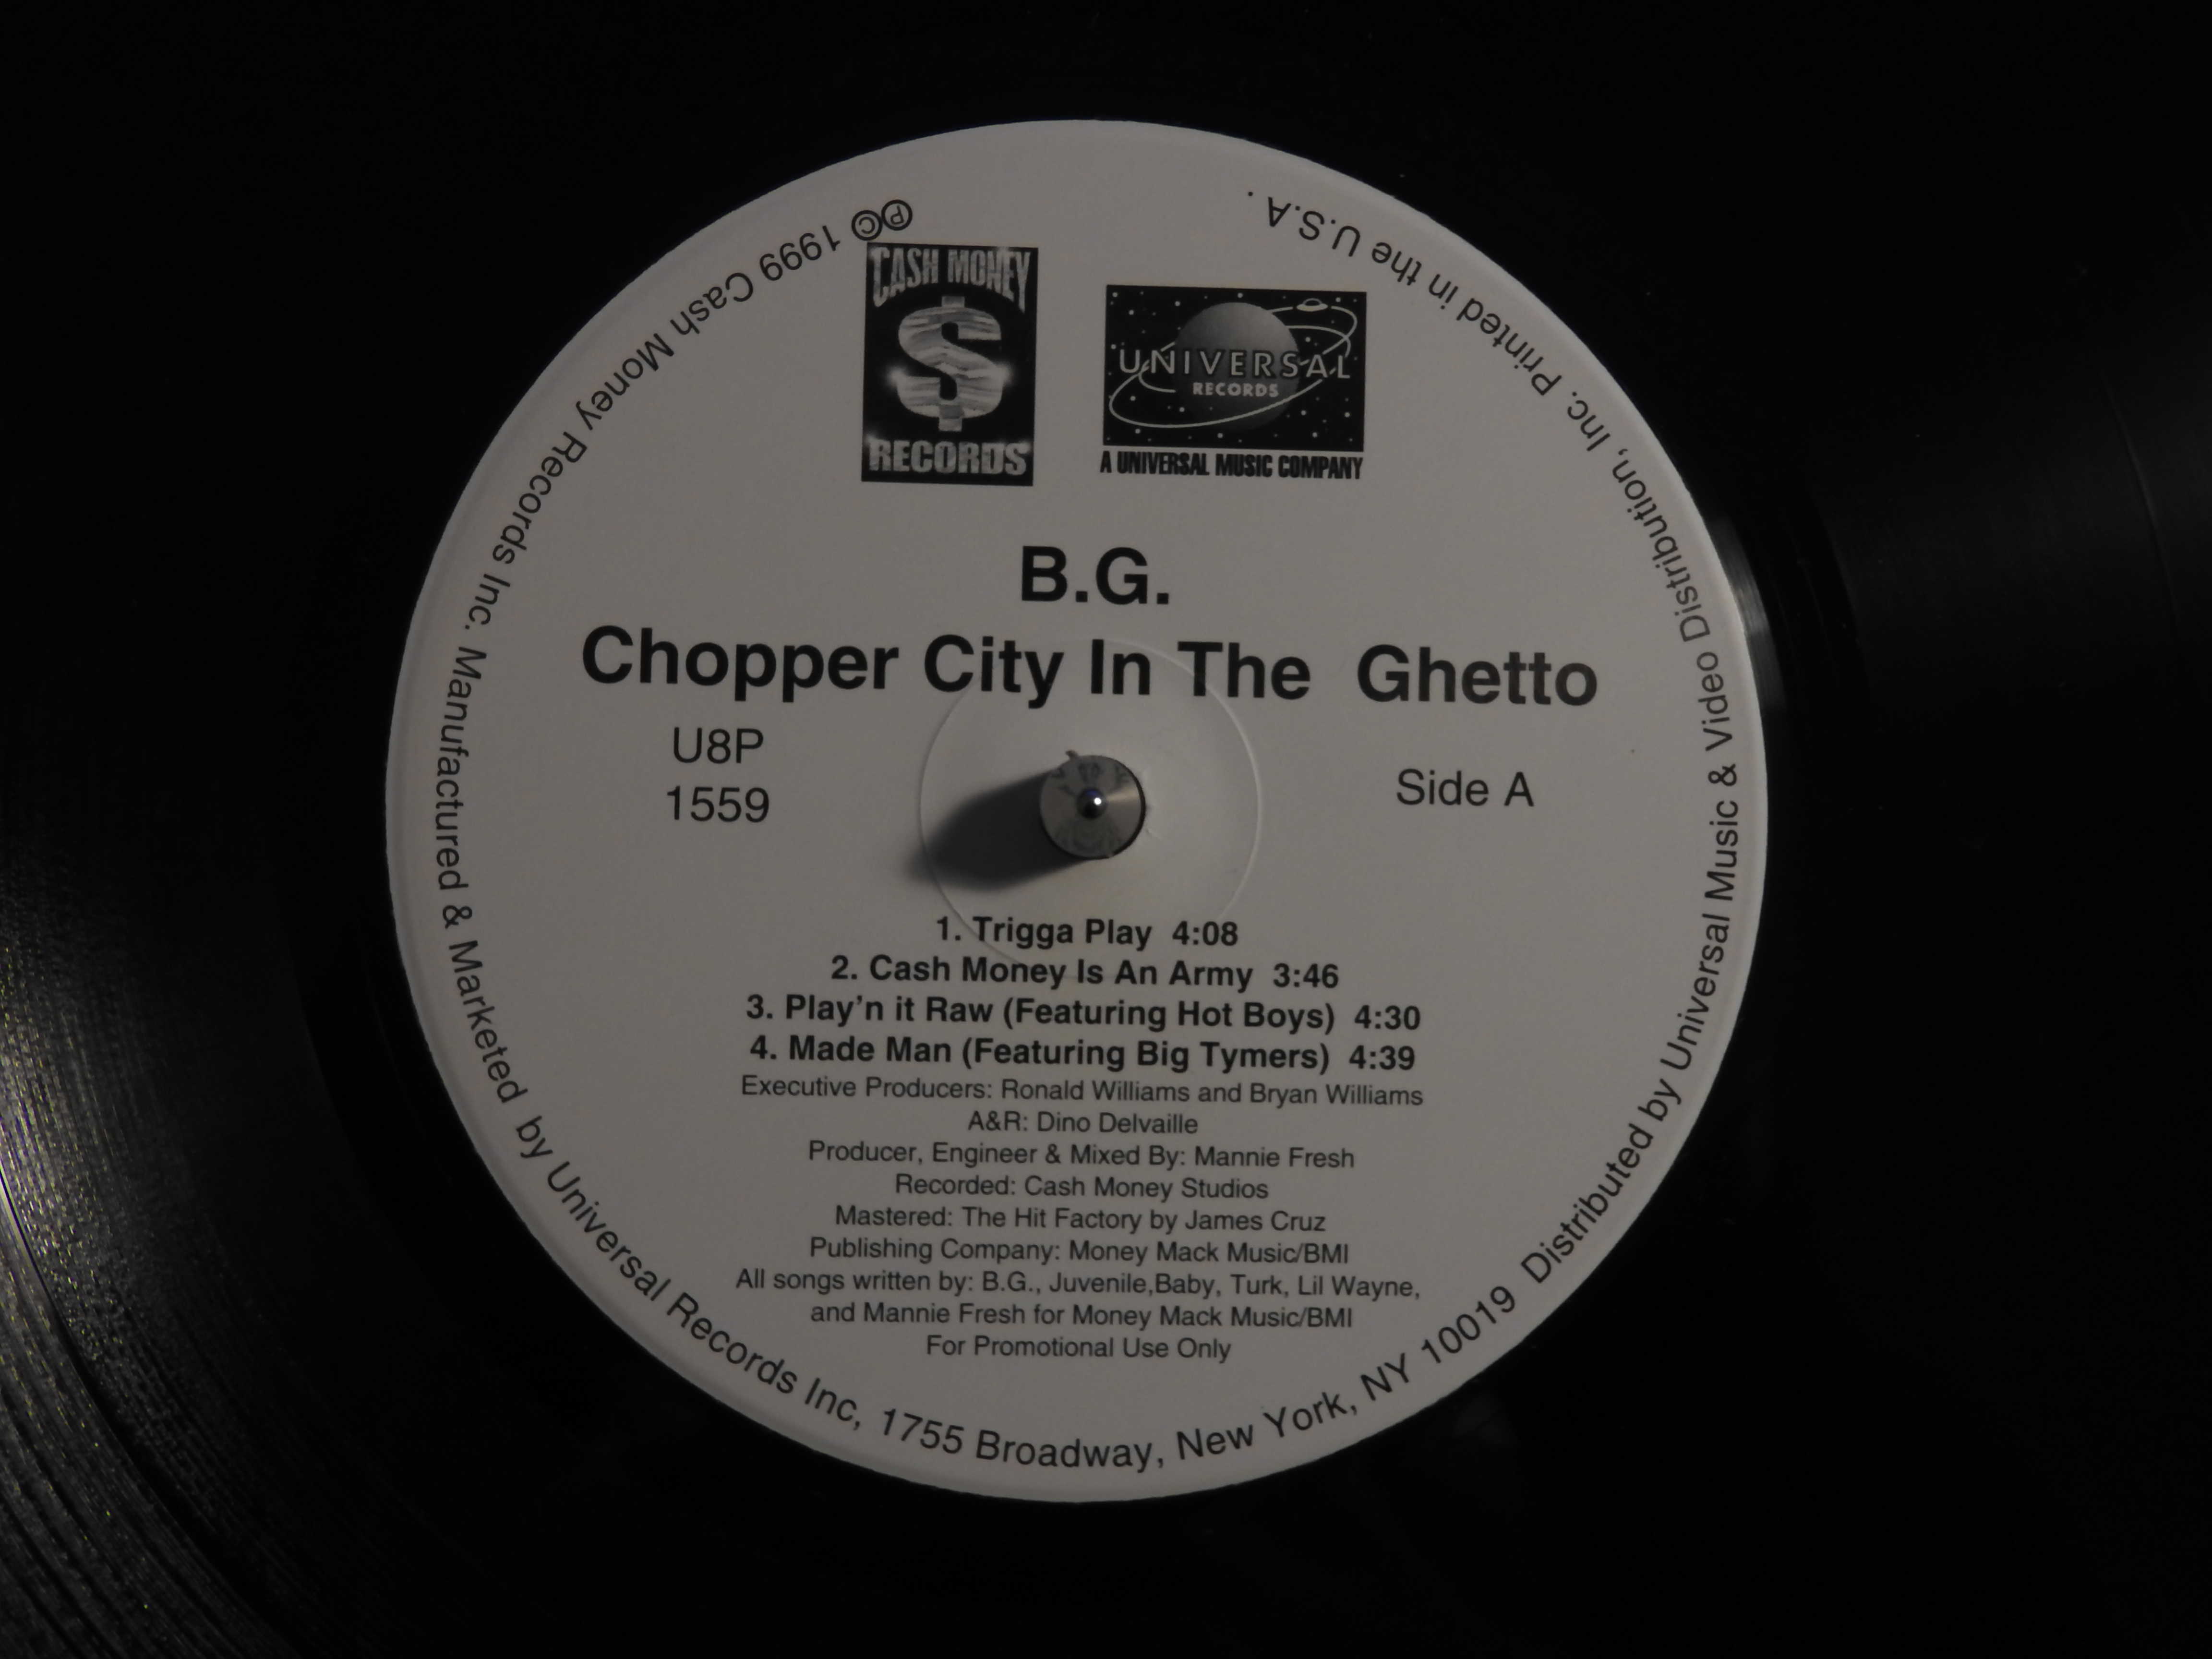 CASH MONEY
$
RECORDS
UNIVERSAL
RECORDS
A UNIVERSAL MUSIC COMPANY
B.G.
Chopper City In The Ghetto
U8P
1559
Side A
1. Trigga Play 4:08
2. Cash Money Is An Army 3:46
3. Play'n it Raw (Featuring Hot Boys) 4:30
4. Made Man (Featuring Big Tymers) 4:39
Executive Producers: Ronald Williams and Bryan Williams
A&R: Dino Delvaille
Producer, Engineer & Mixed By: Mannie Fresh
Recorded: Cash Money Studios
Mastered: The Hit Factory by James Cruz
Publishing Company: Money Mack Music/BMI
All songs written by: B.G., Juvenile,Baby, Turk, Lil Wayne,
and Mannie Fresh for Money Mack Music/BMI
For Promotional Use Only
℗© 1999 Cash Money Records Inc. Manufactured & Marketed by Universal Records Inc, 1755 Broadway, New York, NY 10019 Distributed by Universal Music & Video Distribution, Inc. Printed in the U.S.A .